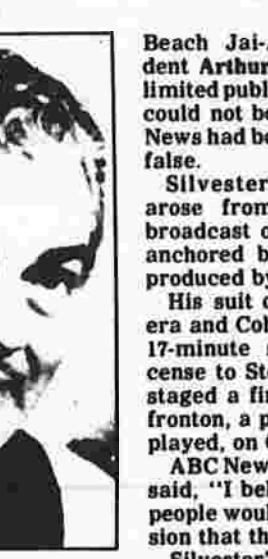 Beach Jai-
dent Arthur
limited publ
could not be
News had be
false.
Silvester
arose from
broadcast o
anchored b
produced by
His suit c
era and Col
17-minute
cense to St
staged a fir
fronton, a p
played, on
ABC New
said, "I bel
people woul
sion that th
Silvester